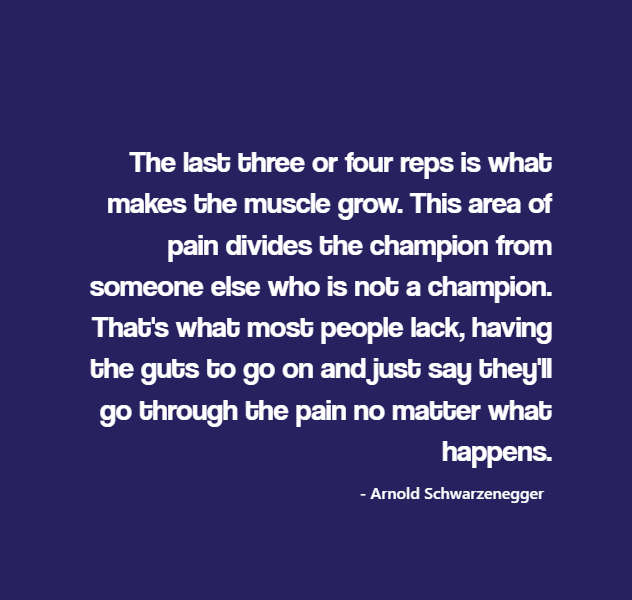 The last three or four reps is what
makes the muscle grow. This area of
pain divides the champion from
someone else who is not a champion.
That's what most people lack, having
the guts to go on and just say they'll
go through the pain no matter what
happens.
- Arnold Schwarzenegger